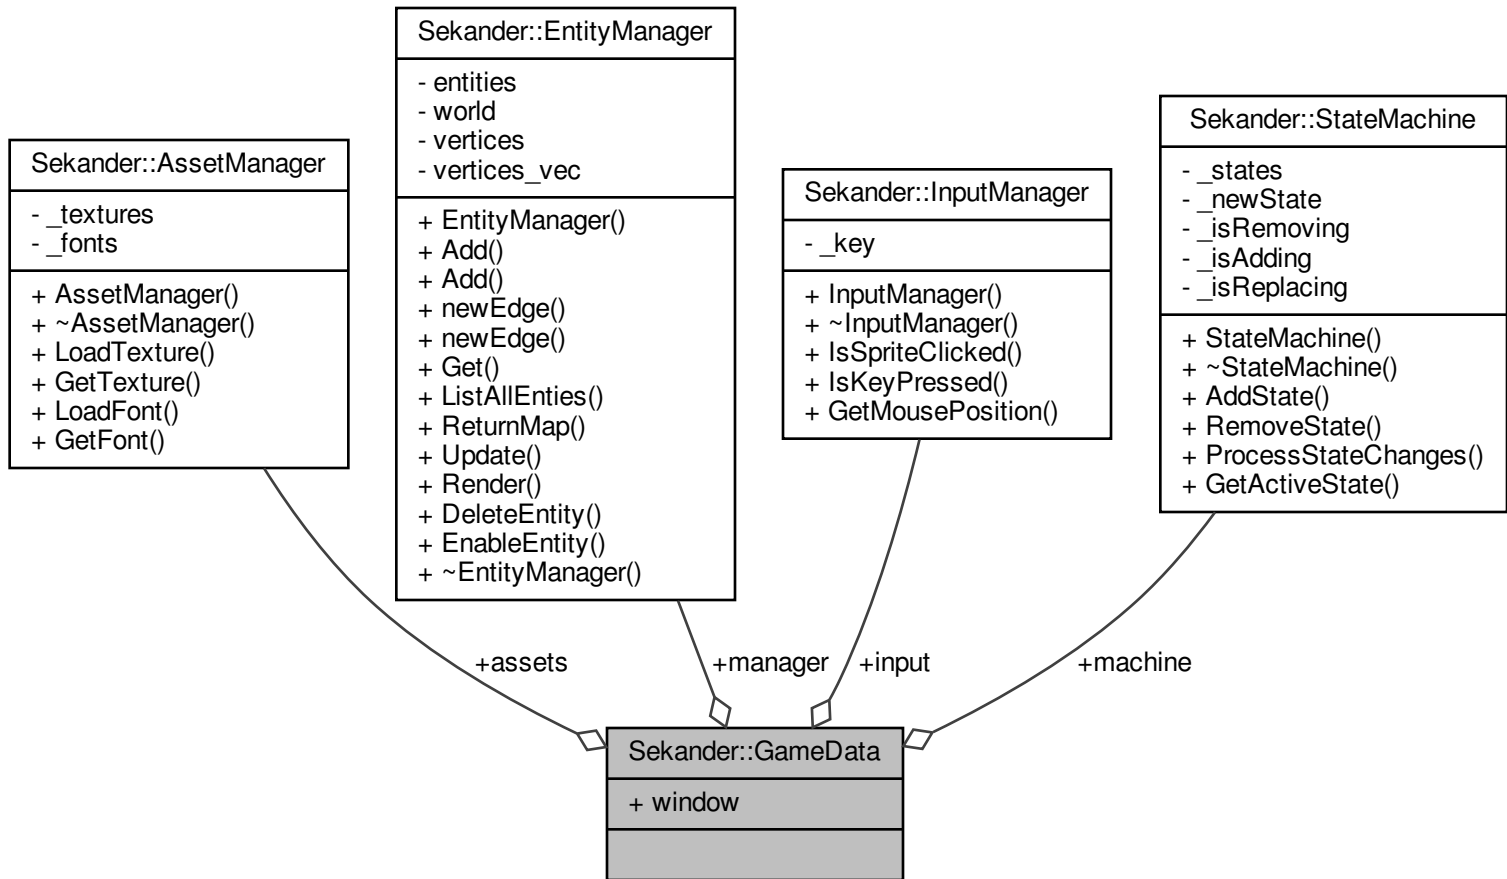 Sekander::AssetManager
- _textures
- _fonts
+ AssetManager()
+ ~AssetManager()
+ LoadTexture()
+ GetTexture()
+ LoadFont()
+ GetFont()
Sekander::EntityManager
- entities
- world
- vertices
- vertices_vec
+ EntityManager()
+ Add()
+ Add()
+ newEdge()
+ newEdge()
+ Get()
+ ListAllEnties()
+ ReturnMap()
+ Update()
+ Render()
+ DeleteEntity()
+ EnableEntity()
+ ~EntityManager()
Sekander::InputManager
- _key
+ InputManager()
+ ~InputManager()
+ IsSpriteClicked()
+ IsKeyPressed()
+ GetMousePosition()
Sekander::StateMachine
- _states
- _newState
- _isRemoving
- _isAdding
- _isReplacing
+ StateMachine()
+ ~StateMachine()
+ AddState()
+ RemoveState()
+ ProcessStateChanges()
+ GetActiveState()
+assets
+manager
+input
+machine
Sekander::GameData
+ window